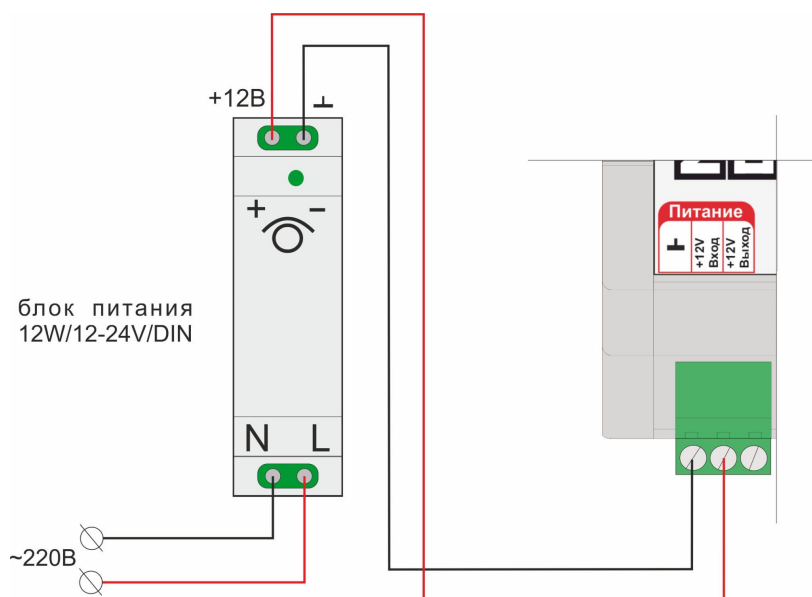 +12В
+ −
блок питания
12W/12-24V/DIN
N L
~220В
Питание
+12V
Вход
+12V
Выход